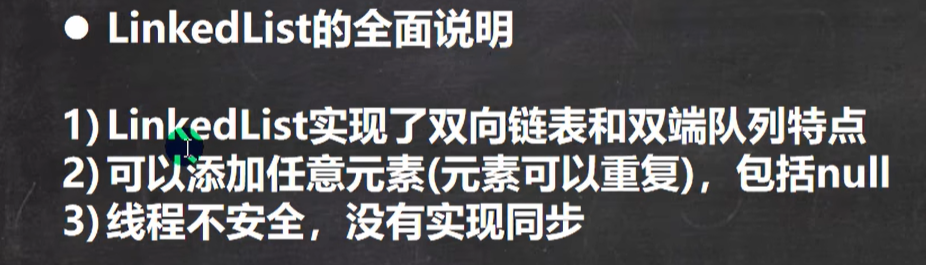 ● LinkedList的全面说明
1) LinkedList实现了双向链表和双端队列特点
2) 可以添加任意元素(元素可以重复)，包括null
3) 线程不安全，没有实现同步